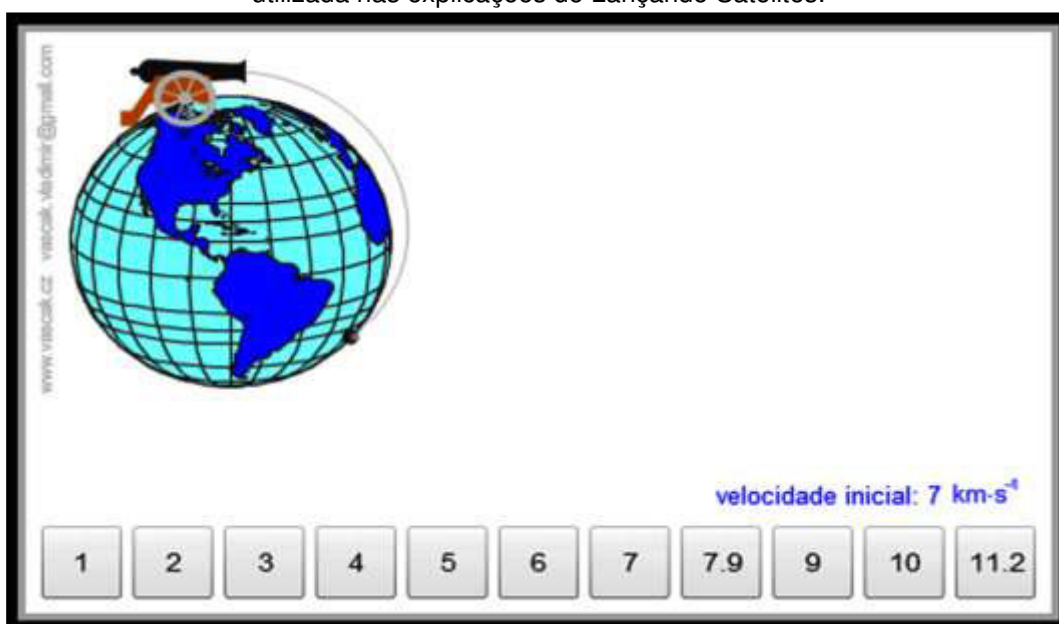 utilizada nas explicações do Lançando Satélites.
www.vascak.cz vascak.vladimir@gmail.com
velocidade inicial: 7 km·s⁻¹
1 2 3 4 5 6 7 7.9 9 10 11.2